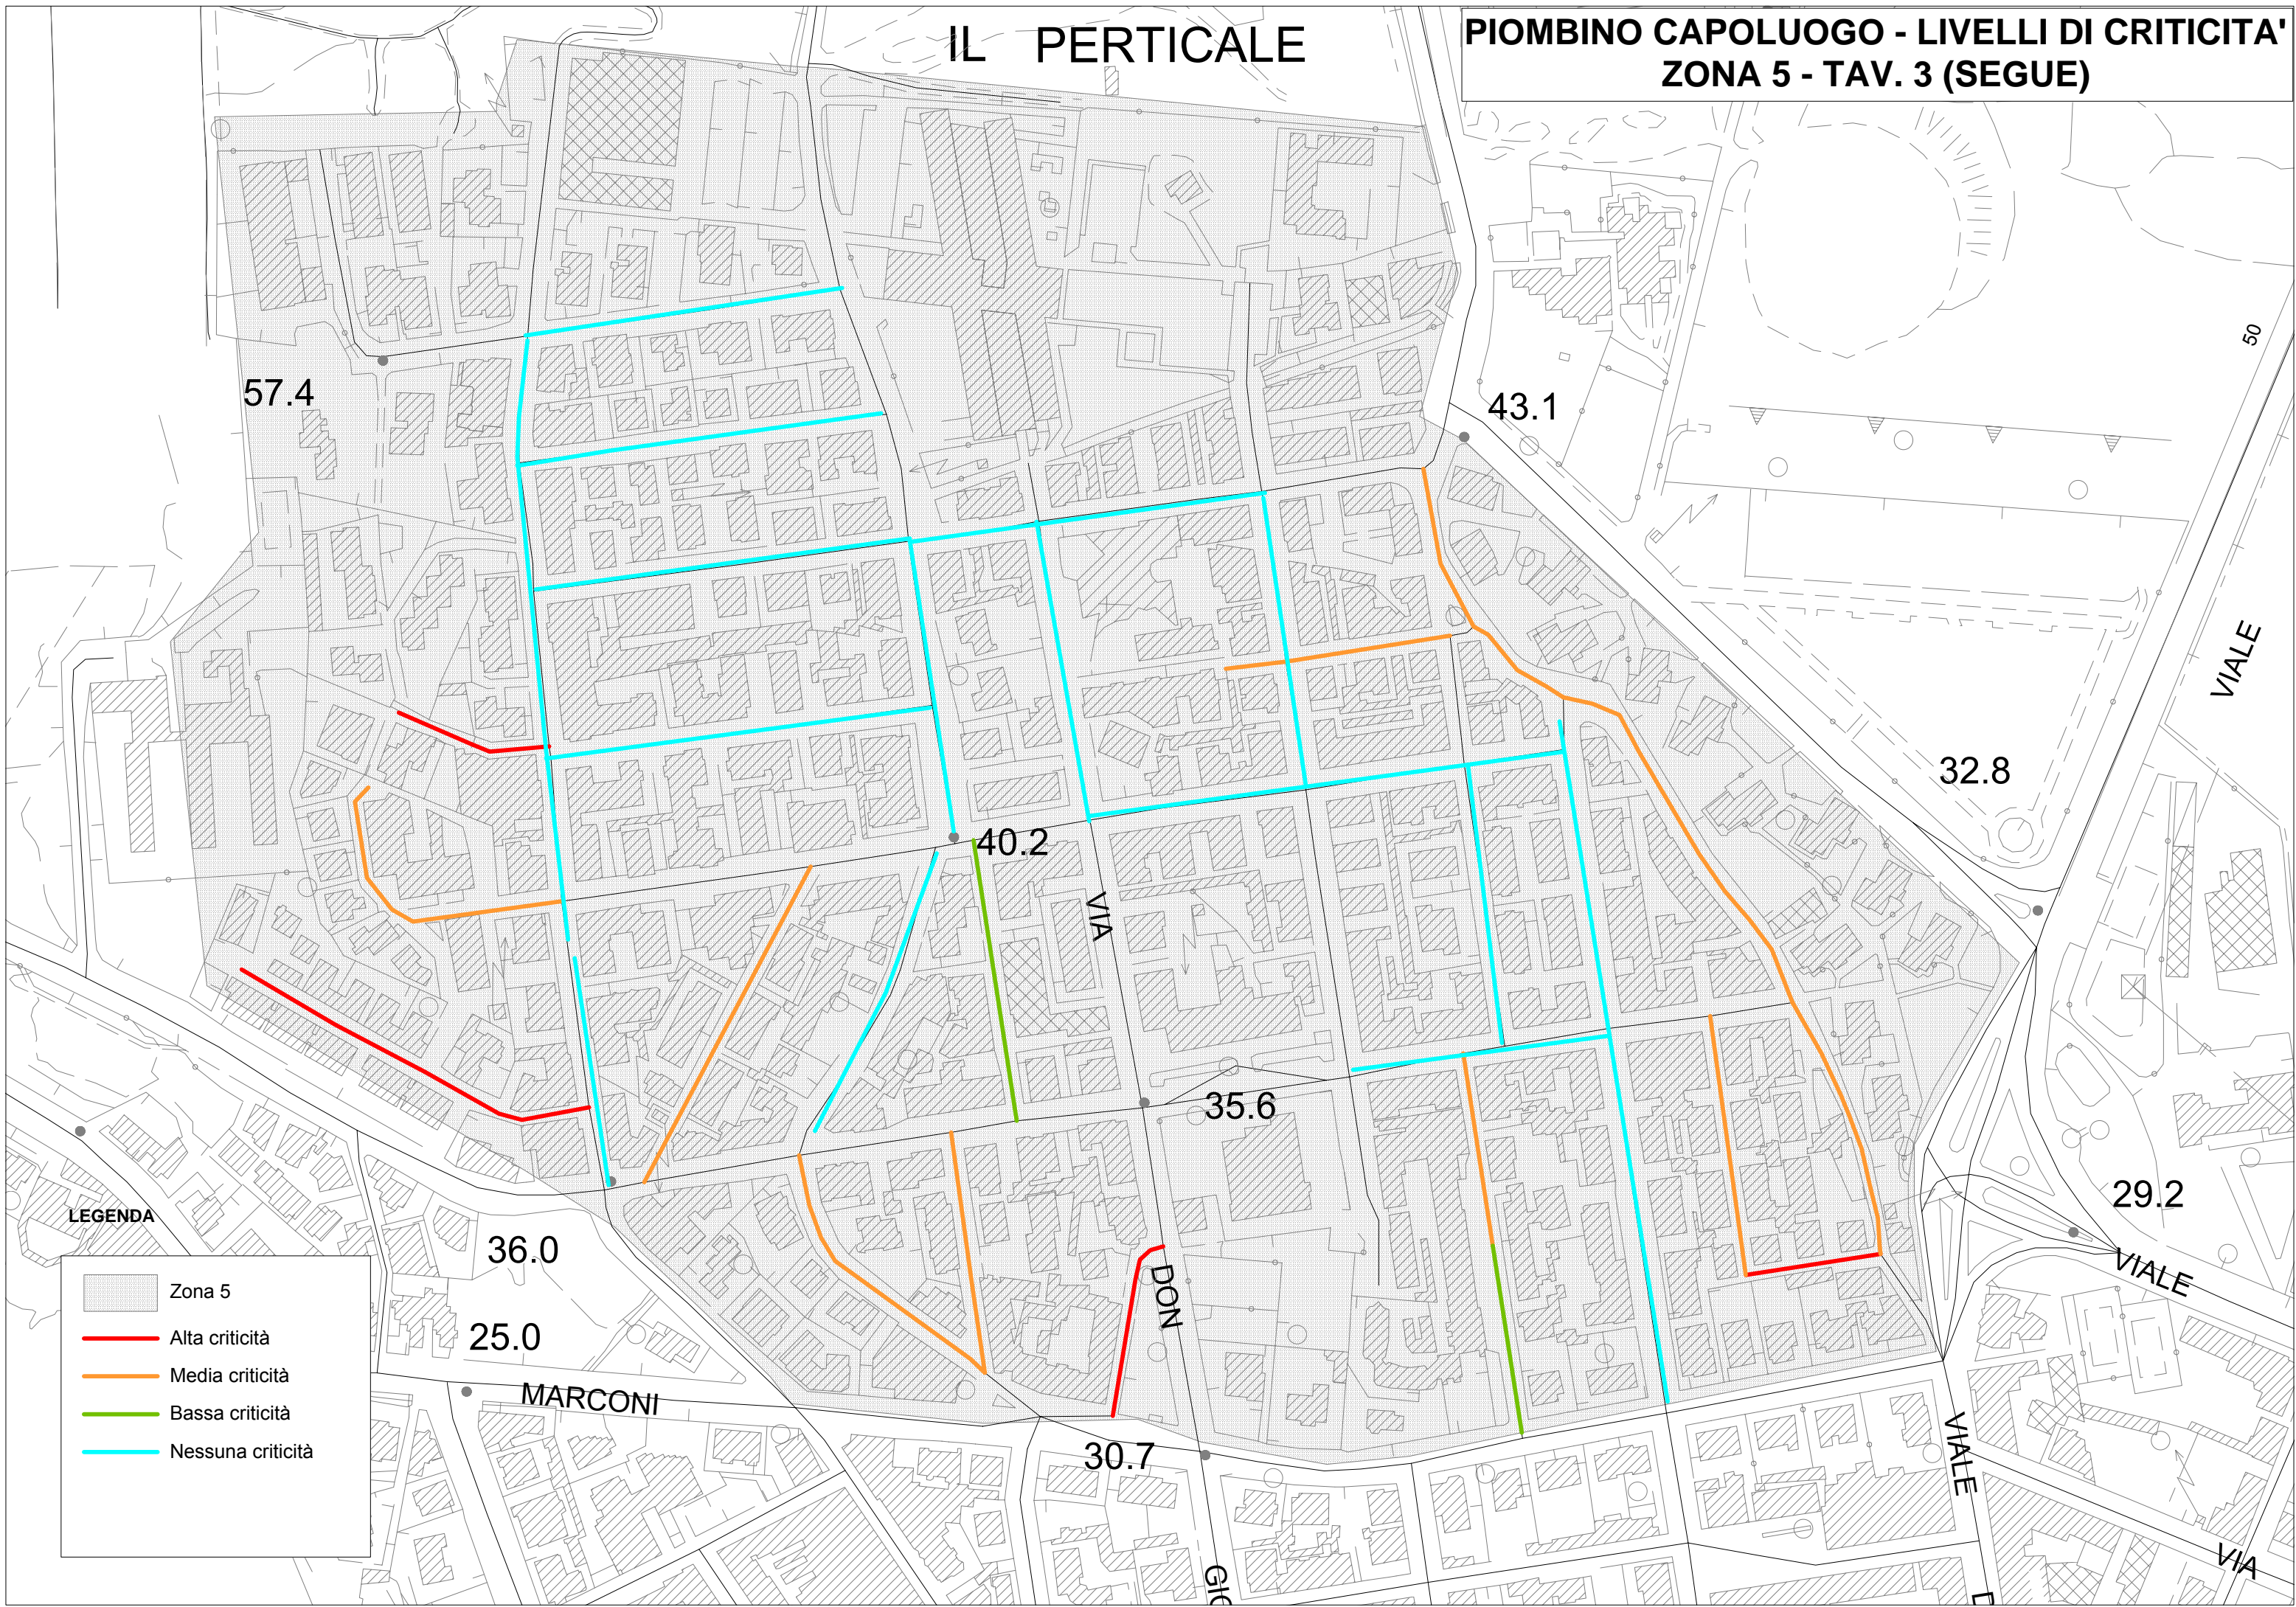 IL PERTICALE
PIOMBINO CAPOLUOGO - LIVELLI DI CRITICITA'
ZONA 5 - TAV. 3 (SEGUE)
50
57.4
43.1
VIALE
32.8
40.2
VIA
35.6
29.2
VIALE
36.0
DON
25.0
MARCONI
30.7
VIALE
VIA
GIO
D
LEGENDA
Zona 5
Alta criticità
Media criticità
Bassa criticità
Nessuna criticità